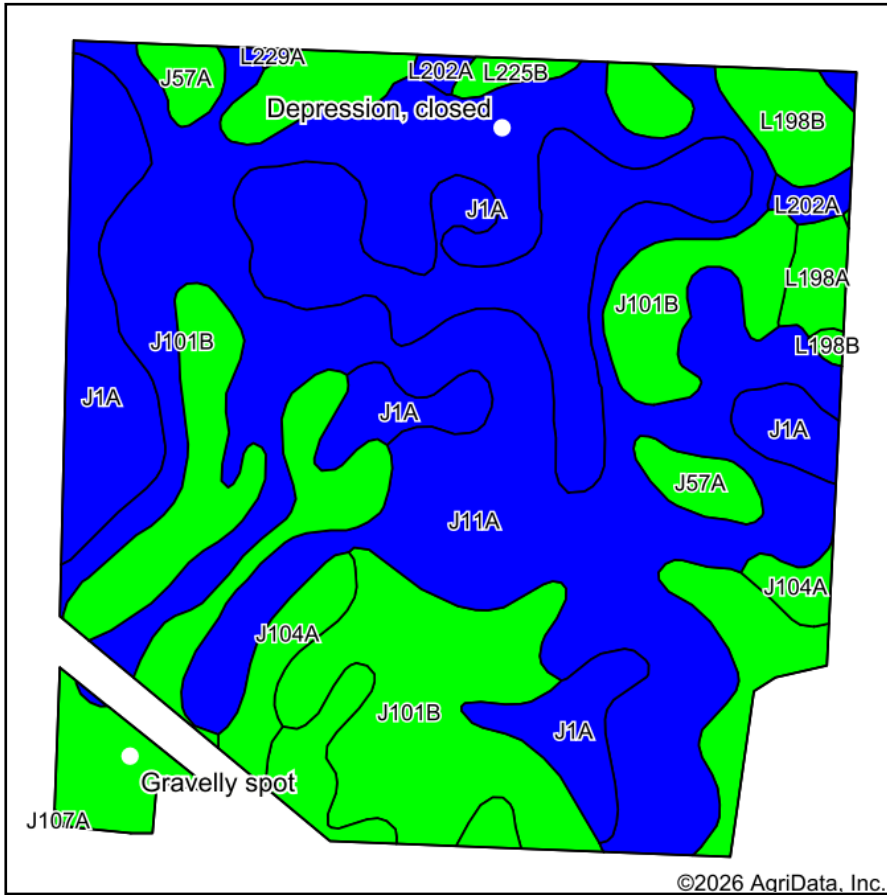 L229A
L202A
L225B
J57A
Depression, closed
L198B
J1A
L202A
L198A
J101B
J101B
L198B
J1A
J1A
J1A
J57A
J11A
J104A
J104A
J101B
J1A
Gravelly spot
J107A
©2026 AgriData, Inc.